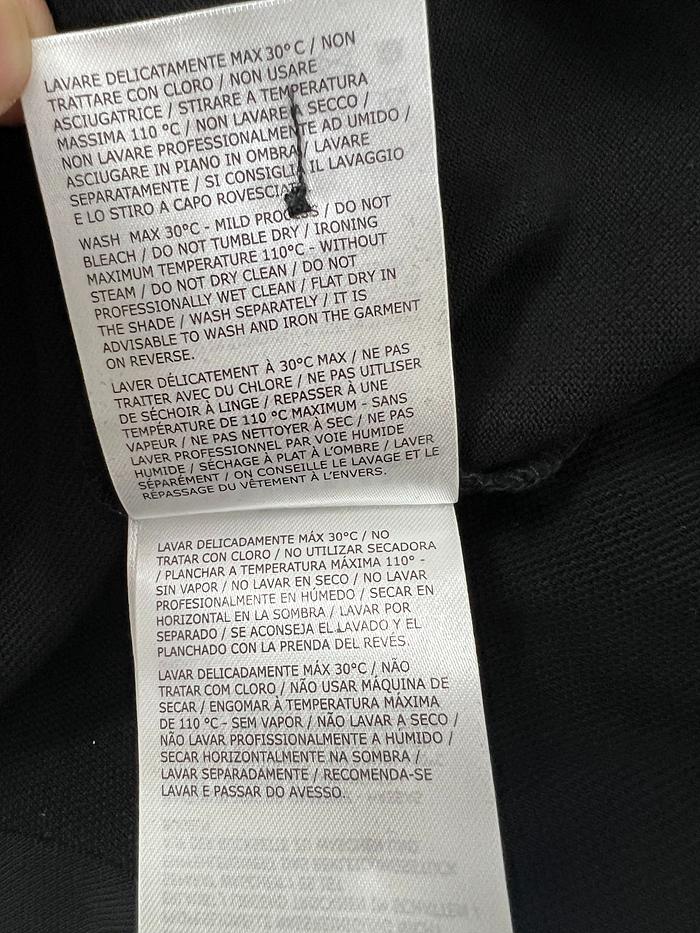 LAVARE DELICATAMENTE MAX 30°C / NON
TRATTARE CON CLORO / NON USARE
ASCIUGATRICE / STIRARE A TEMPERATURA
MASSIMA 110 °C / NON LAVARE A SECCO /
NON LAVARE PROFESSIONALMENTE AD UMIDO /
ASCIUGARE IN PIANO IN OMBRA / LAVARE
SEPARATAMENTE / SI CONSIGLIA IL LAVAGGIO
E LO STIRO A CAPO ROVESCIATO
WASH MAX 30°C - MILD PROCESS / DO NOT
BLEACH / DO NOT TUMBLE DRY / IRONING
MAXIMUM TEMPERATURE 110°C - WITHOUT
STEAM / DO NOT DRY CLEAN / DO NOT
PROFESSIONALLY WET CLEAN / FLAT DRY IN
THE SHADE / WASH SEPARATELY / IT IS
ADVISABLE TO WASH AND IRON THE GARMENT
ON REVERSE.
LAVER DÉLICATEMENT À 30°C MAX / NE PAS
TRAITER AVEC DU CHLORE / NE PAS UITLISER
DE SÉCHOIR À LINGE / REPASSER À UNE
TEMPÉRATURE DE 110 °C MAXIMUM - SANS
VAPEUR / NE PAS NETTOYER À SEC / NE PAS
LAVER PROFESSIONNEL PAR VOIE HUMIDE
HUMIDE / SÉCHAGE À PLAT À L'OMBRE / LAVER
SÉPARÉMENT / ON CONSEILLE LE LAVAGE ET LE
RÉPASSAGE DU VÊTEMENT À L'ENVERS.
LAVAR DELICADAMENTE MÁX 30°C / NO
TRATAR CON CLORO / NO UTILIZAR SECADORA
/ PLANCHAR A TEMPERATURA MÁXIMA 110° -
SIN VAPOR / NO LAVAR EN SECO / NO LAVAR
PROFESIONALMENTE EN HÚMEDO / SECAR EN
HORIZONTAL EN LA SOMBRA / LAVAR POR
SEPARADO / SE ACONSEJA EL LAVADO Y EL
PLANCHADO CON LA PRENDA DEL REVÉS.
LAVAR DELICADAMENTE MÁX 30°C / NÃO
TRATAR COM CLORO / NÃO USAR MÁQUINA DE
SECAR / ENGOMAR À TEMPERATURA MÁXIMA
DE 110 °C - SEM VAPOR / NÃO LAVAR A SECO /
NÃO LAVAR PROFISSIONALMENTE A HÚMIDO /
SECAR HORIZONTALMENTE NA SOMBRA /
LAVAR SEPARADAMENTE / RECOMENDA-SE
LAVAR E PASSAR DO AVESSO.